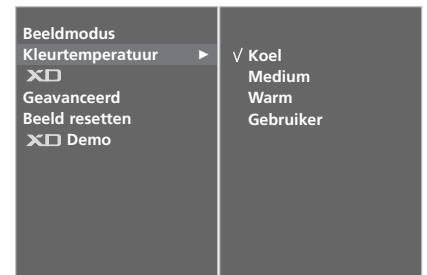 Beeldmodus
Kleurtemperatuur ►
XD
Geavanceerd
Beeld resetten
XD Demo
√ Koel
Medium
Warm
Gebruiker